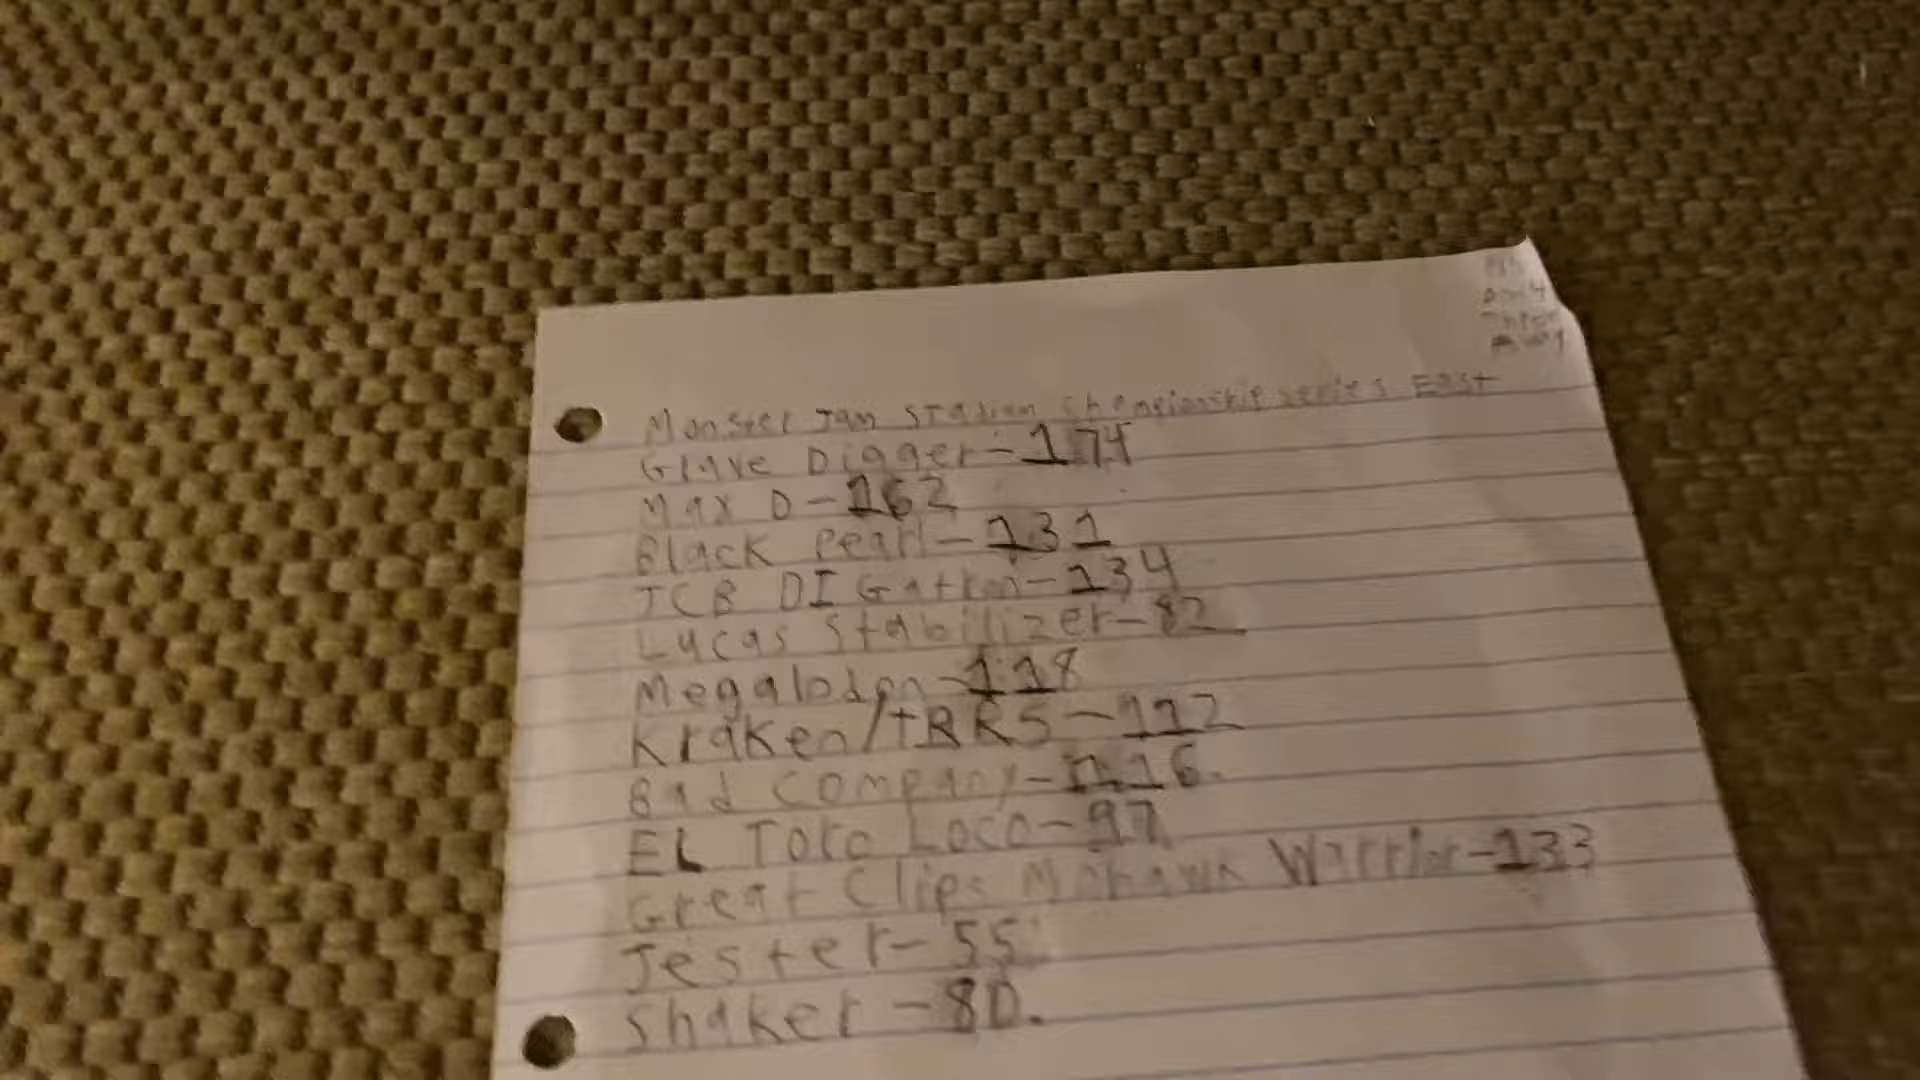 Monster Jam Stadium Championship Series East
Grave Digger-174
Max D-162
Black Pearl-131
JCB DIGatron-134
Lucas Stabilizer-82
Megalodon-118
Kraken/TRRS-112
Bad Company-116.
EL Toro Loco-97
Great Clips Mohawk Warrior-133
Jester-55
Shaker-80.